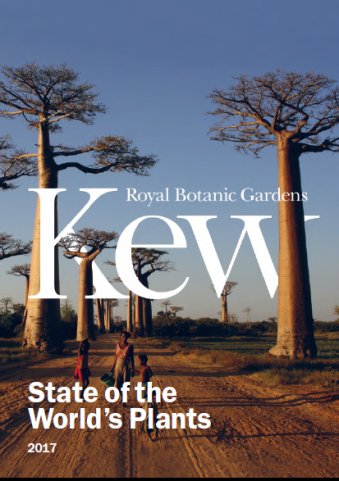 Royal Botanic Gardens
Kew
State of the
World's Plants
2017